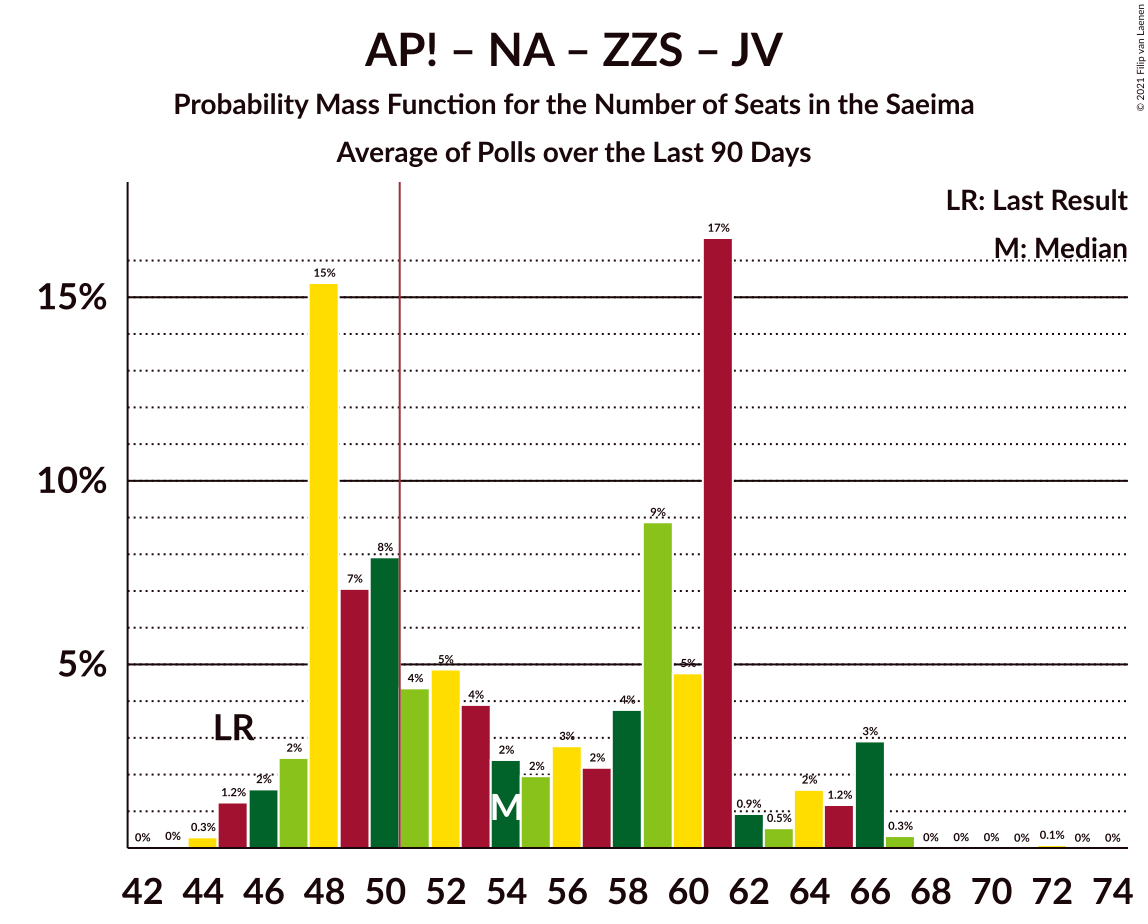 AP! – NA – ZZS – JV
Probability Mass Function for the Number of Seats in the Saeima
Average of Polls over the Last 90 Days
© 2021 Filip van Laenen
LR: Last Result
M: Median
15%
10%
5%
0% 0% 0.3% 1.2% 2% 2% 15% 7% 8% 4% 5% 4% 2% 2% 3% 2% 4% 9% 5% 17% 0.9% 0.5% 2% 1.2% 3% 0.3% 0% 0% 0% 0% 0.1% 0% 0%
LR
M
42 44 46 48 50 52 54 56 58 60 62 64 66 68 70 72 74